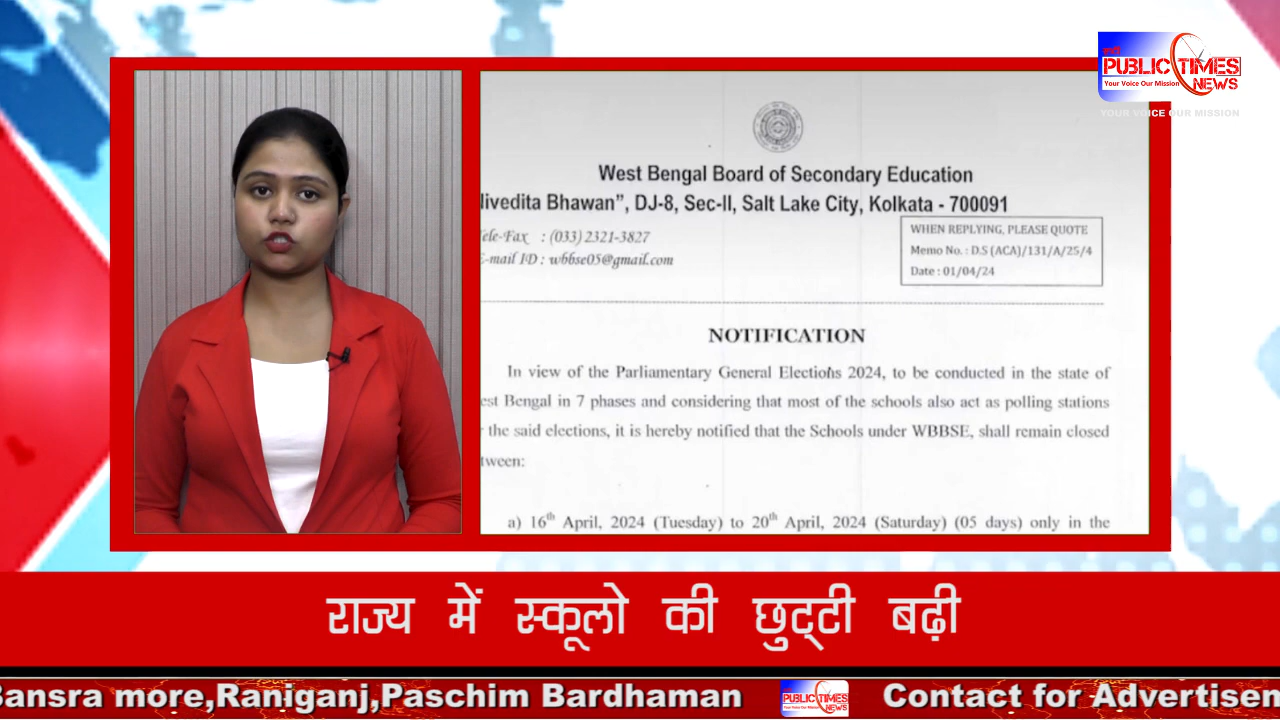 PUBLIC TIMES
Your Voice Our Mission NEWS
YOUR VOICE OUR MISSION
West Bengal Board of Secondary Education
Nivedita Bhawan”, DJ-8, Sec-II, Salt Lake City, Kolkata - 700091
Tele-Fax : (033) 2321-3827
E-mail ID : wbbse05@gmail.com
WHEN REPLYING, PLEASE QUOTE
Memo No. : D.S (ACA)/131/A/25/4
Date : 01/04/24
NOTIFICATION
In view of the Parliamentary General Elections 2024, to be conducted in the state of
est Bengal in 7 phases and considering that most of the schools also act as polling stations
the said elections, it is hereby notified that the Schools under WBBSE, shall remain closed
tween:
a) 16th April, 2024 (Tuesday) to 20th April, 2024 (Saturday) (05 days) only in the
राज्य में स्कूलो की छुट्टी बढ़ी
Bansra more,Raniganj,Paschim Bardhaman PUBLIC TIMES NEWS Contact for Advertisen